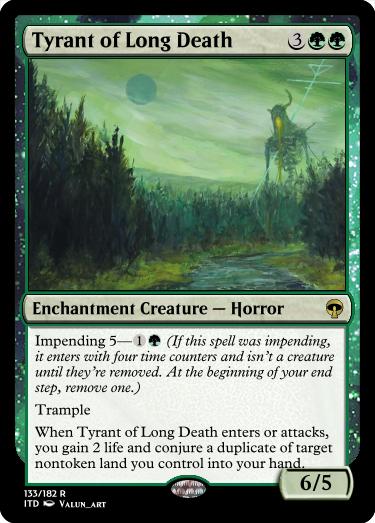 Tyrant of Long Death 3
Enchantment Creature — Horror
Impending 5—1 (If this spell was impending,
it enters with four time counters and isn't a creature
until they're removed. At the beginning of your end
step, remove one.)
Trample
When Tyrant of Long Death enters or attacks,
you gain 2 life and conjure a duplicate of target
nontoken land you control into your hand.
6/5
133/182 R
ITD VALUN_ART